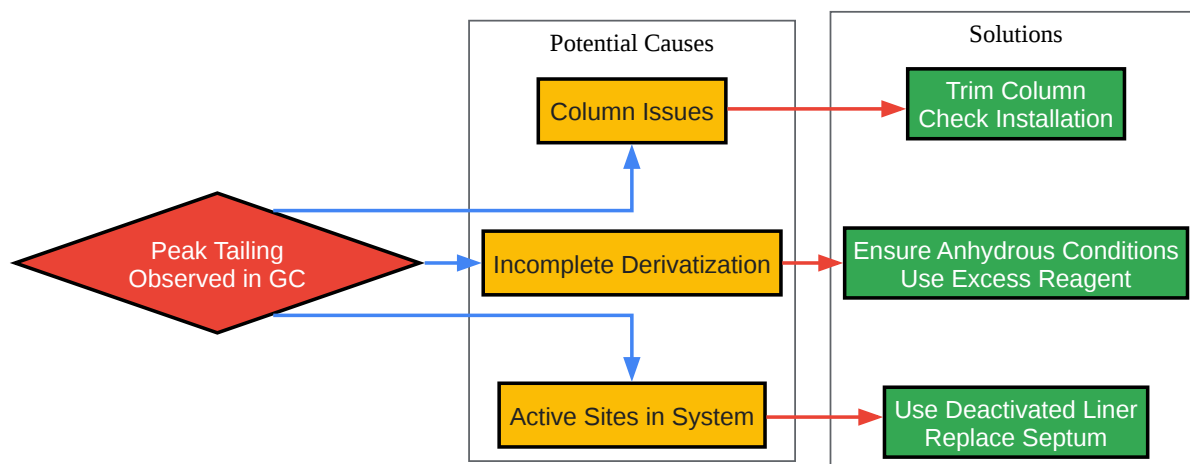 Potential Causes
Solutions
Column Issues
Trim Column
Check Installation
Peak Tailing
Observed in GC
Incomplete Derivatization
Ensure Anhydrous Conditions
Use Excess Reagent
Active Sites in System
Use Deactivated Liner
Replace Septum